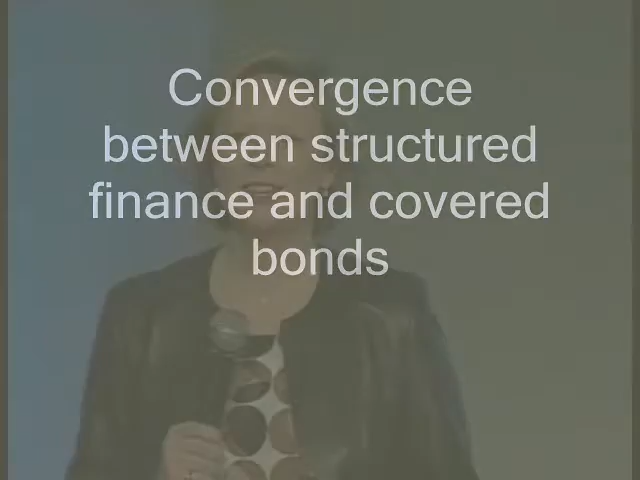 Convergence
between structured
finance and covered
bonds